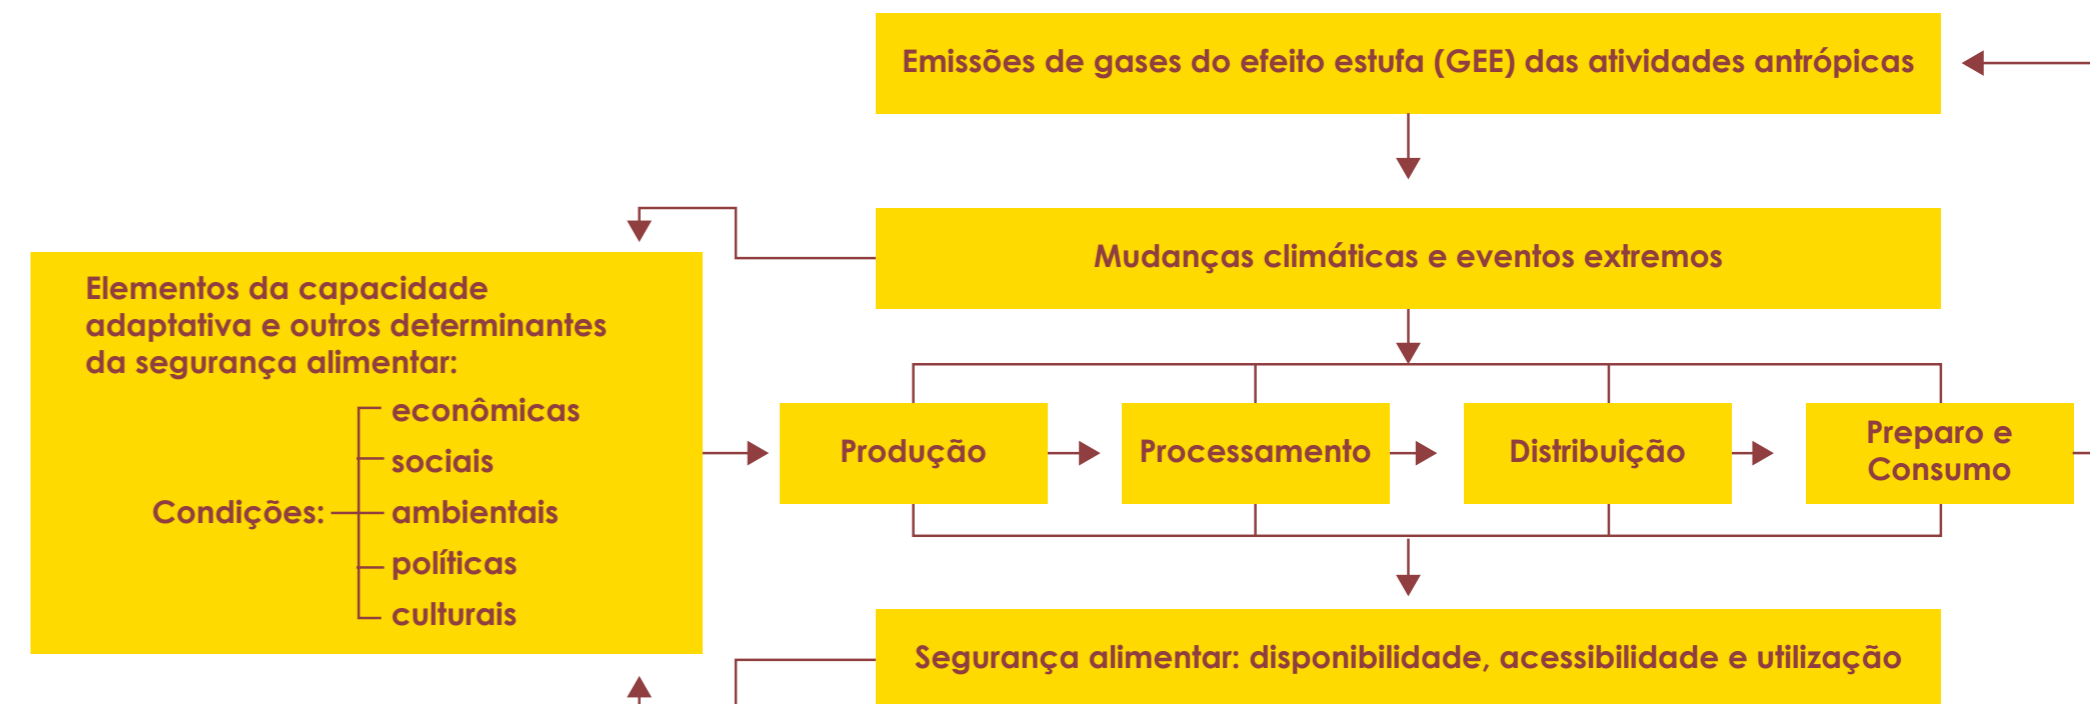 Emissões de gases do efeito estufa (GEE) das atividades antrópicas
Mudanças climáticas e eventos extremos
Elementos da capacidade
adaptativa e outros determinantes
da segurança alimentar:
Condições:
econômicas
sociais
ambientais
políticas
culturais
Produção
Processamento
Distribuição
Preparo e
Consumo
Segurança alimentar: disponibilidade, acessibilidade e utilização